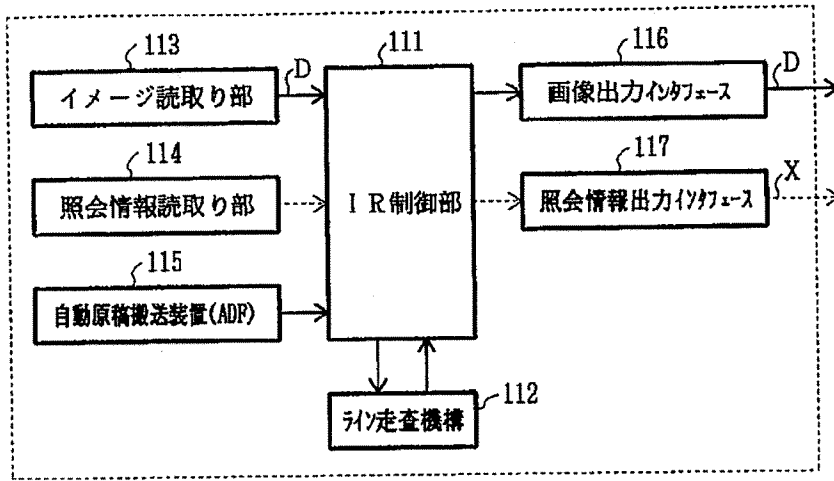 113
イメージ読取り部
D
114
照会情報読取り部
115
自動原稿搬送装置(ADF)
111
IR制御部
112
ライン走査機構
116
画像出力インタフェース
D
117
照会情報出力インタフェース
X